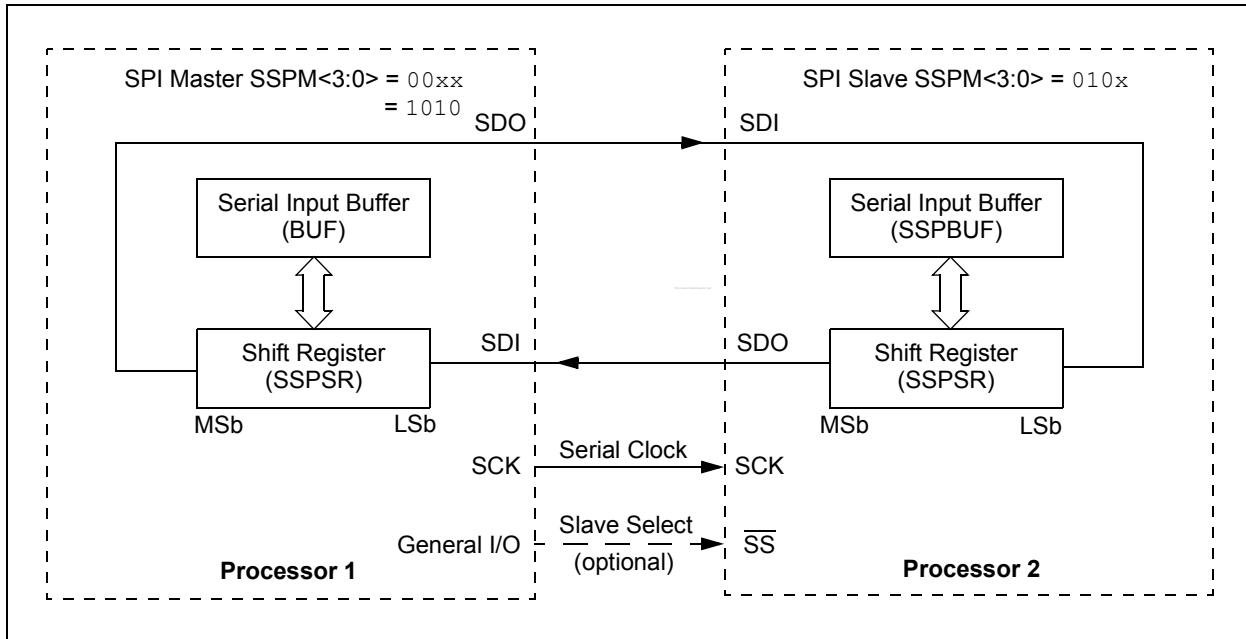 SPI Master SSPM<3:0> = 00xx
= 1010
SDO
Serial Input Buffer
(BUF)
Shift Register
(SSPSR)
MSb
LSb
SDI
SCK
General I/O
Processor 1
Serial Clock
Slave Select
(optional)
SPI Slave SSPM<3:0> = 010x
SDI
Serial Input Buffer
(SSPBUF)
SDO
Shift Register
(SSPSR)
MSb
LSb
SCK
SS
Processor 2